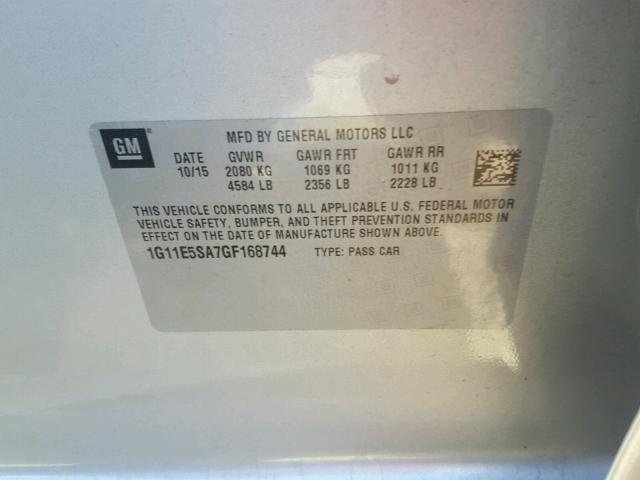 GM
MFD BY GENERAL MOTORS LLC
DATE GVWR GAWR FRT GAWR RR
10/15 2080 KG 1069 KG 1011 KG
4584 LB 2356 LB 2228 LB
THIS VEHICLE CONFORMS TO ALL APPLICABLE U.S. FEDERAL MOTOR
VEHICLE SAFETY, BUMPER, AND THEFT PREVENTION STANDARDS IN
EFFECT ON THE DATE OF MANUFACTURE SHOWN ABOVE.
1G11E5SA7GF168744 TYPE: PASS CAR